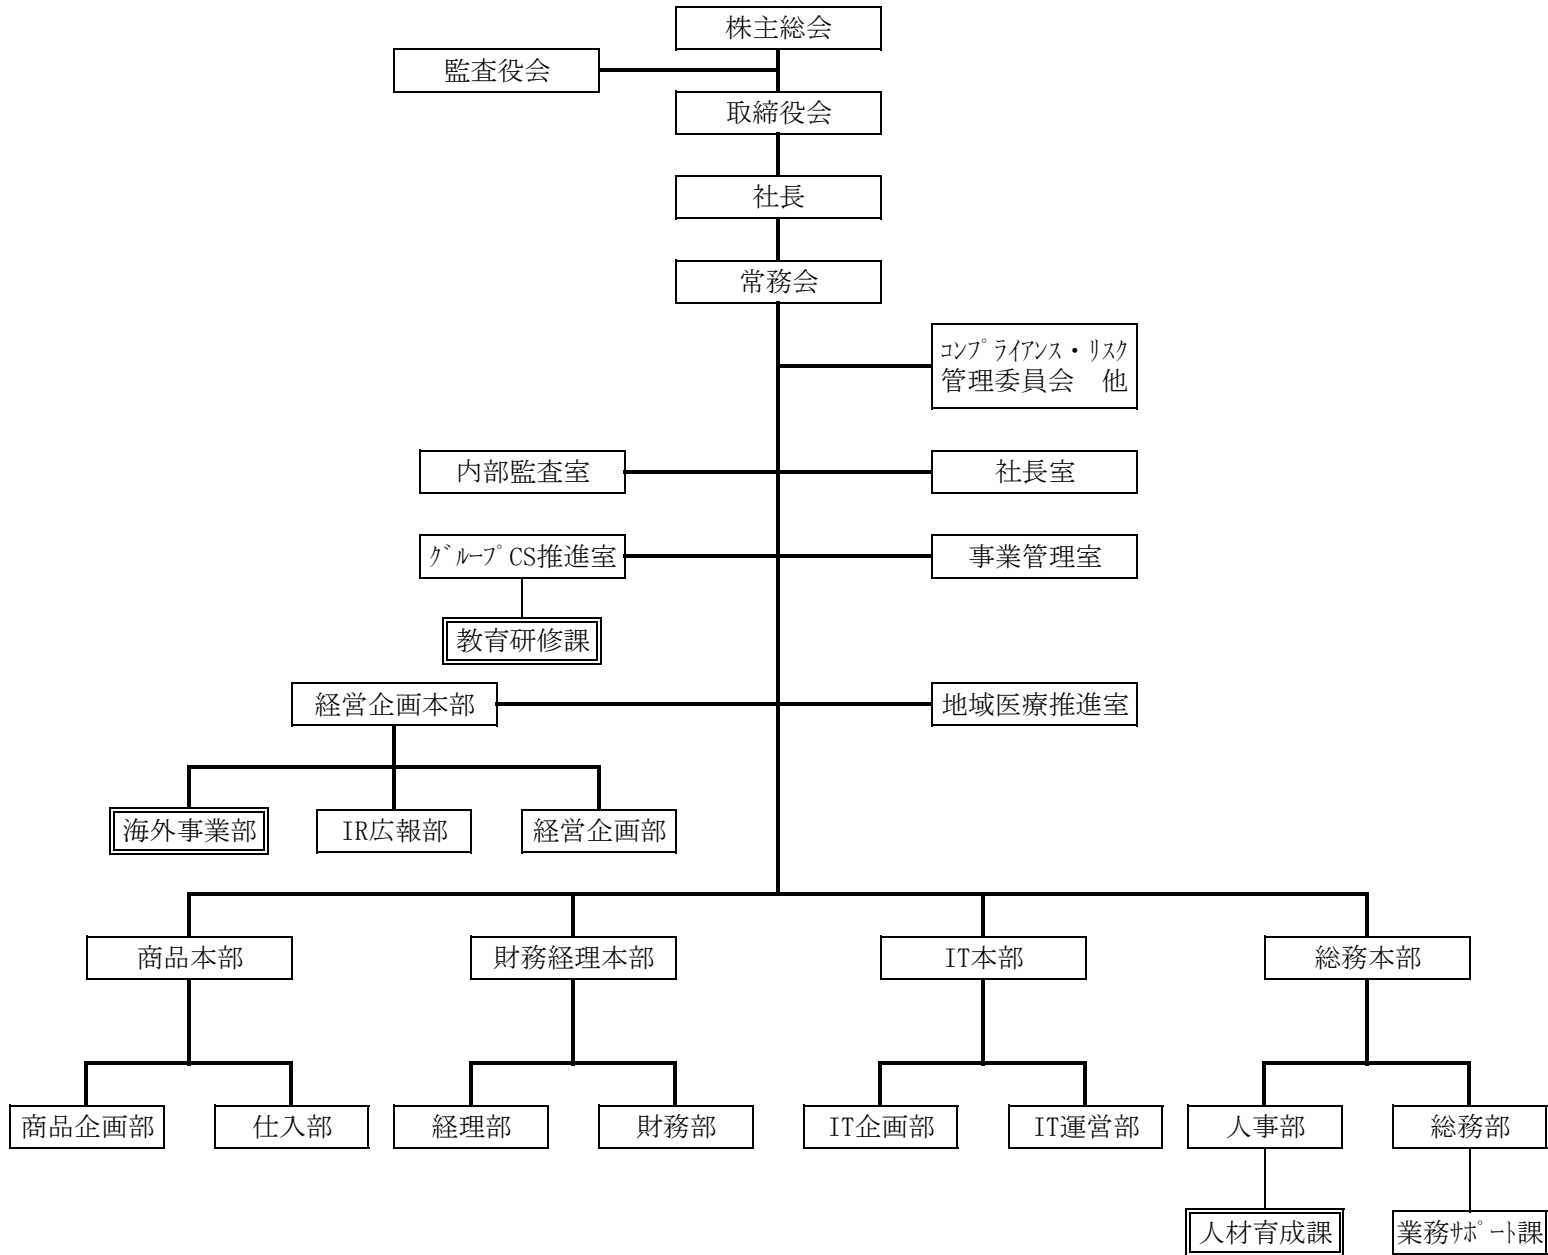 株主総会
監査役会
取締役会
社長
常務会
ｺﾝﾌﾟﾗｲｱﾝｽ・ﾘｽｸ
管理委員会　他
内部監査室
社長室
ｸﾞﾙｰﾌﾟCS推進室
事業管理室
教育研修課
経営企画本部
地域医療推進室
海外事業部
IR広報部
経営企画部
商品本部
財務経理本部
IT本部
総務本部
商品企画部
仕入部
経理部
財務部
IT企画部
IT運営部
人事部
総務部
人材育成課
業務ｻﾎﾟｰﾄ課